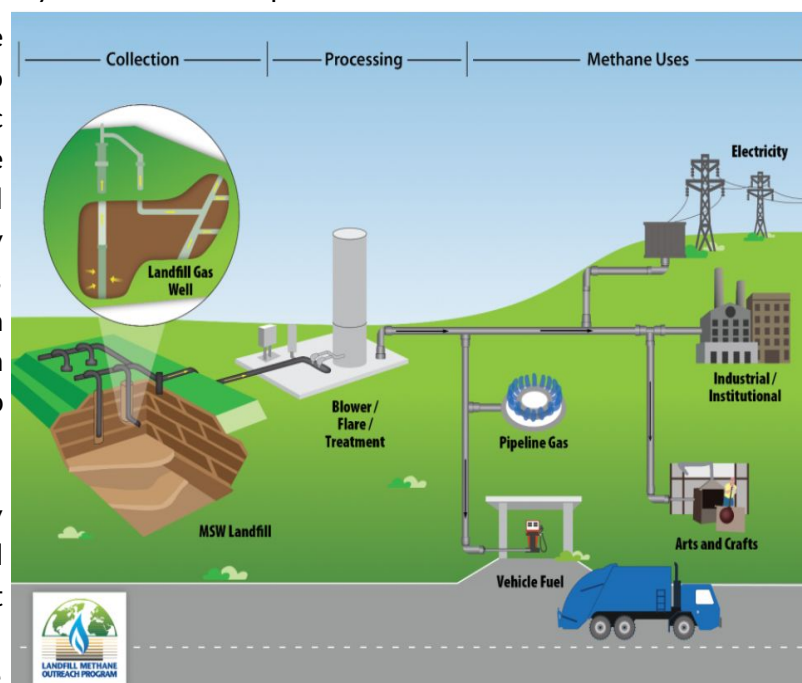 Collection
Processing
Methane Uses
Electricity
Landfill Gas
Well
Industrial /
Institutional
Blower /
Flare /
Treatment
Pipeline Gas
MSW Landfill
Arts and Crafts
Vehicle Fuel
LANDFILL METHANE
OUTREACH PROGRAM